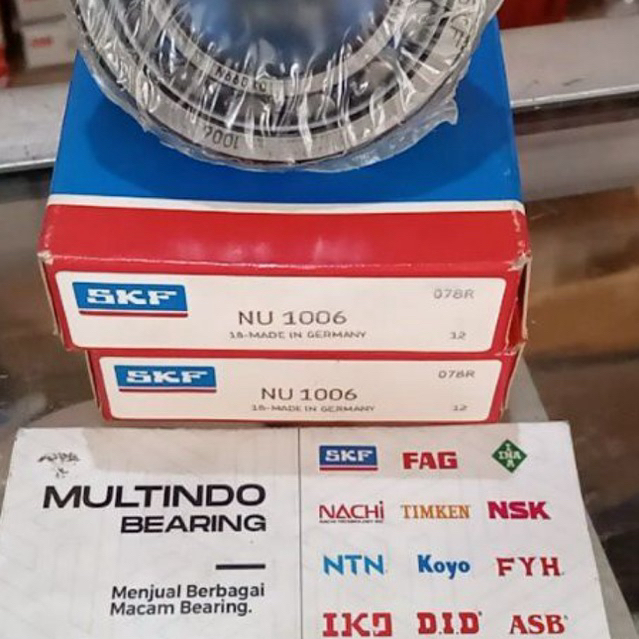 1006
SKF
078R
NU 1006
18-MADE IN GERMANY
12
SKF
078R
NU 1006
18-MADE IN GERMANY
12
MULTINDO
BEARING
Menjual Berbagai
Macam Bearing.
SKF FAG INA
NACHI TIMKEN NSK
NTN Koyo FYH
IKO D.I.D ASB